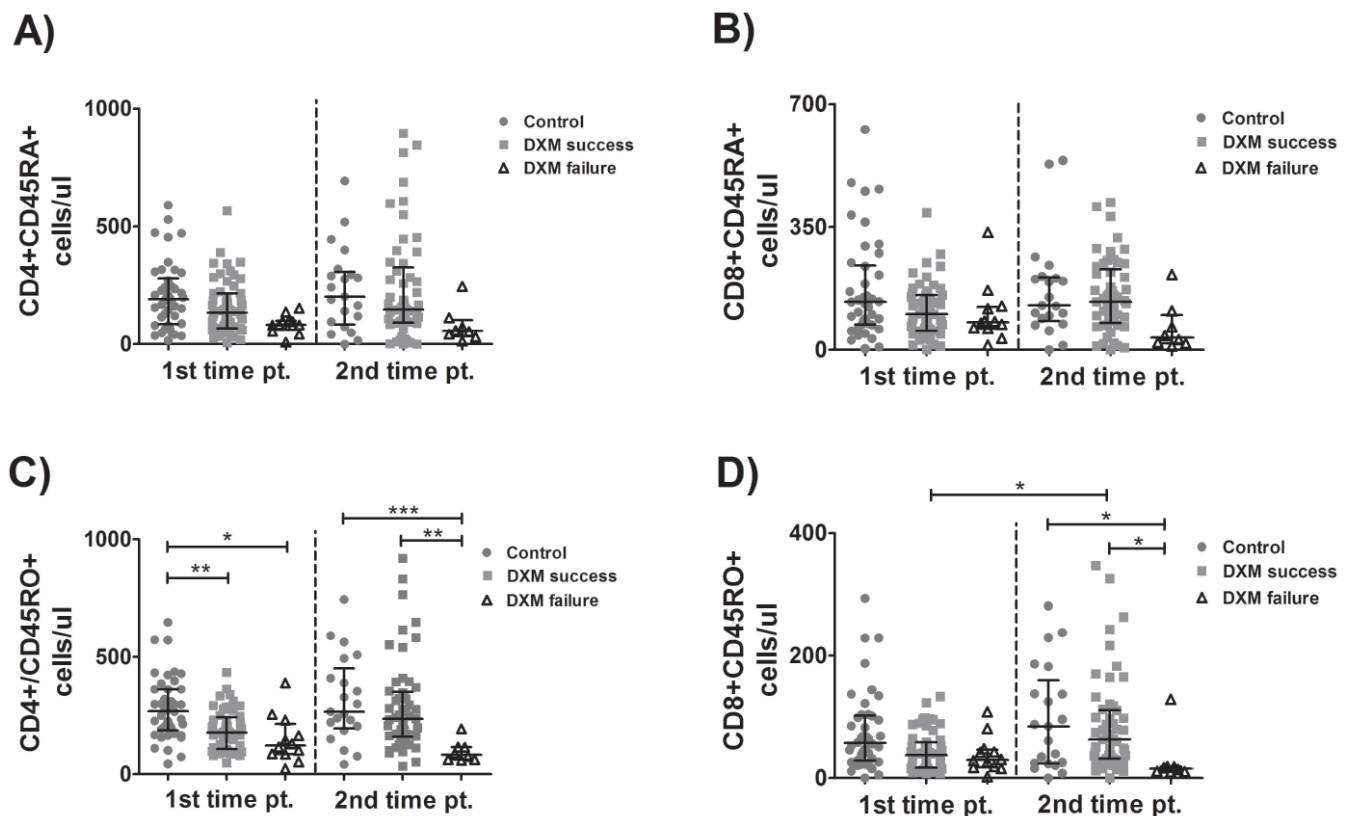 A)
CD4+CD45RA+
cells/ul
1000
500
0
1st time pt.
2nd time pt.
Control
DXM success
DXM failure
B)
CD8+CD45RA+
cells/ul
700
350
0
1st time pt.
2nd time pt.
Control
DXM success
DXM failure
C)
CD4+/CD45RO+
cells/ul
1000
500
0
*
**
***
**
1st time pt.
2nd time pt.
Control
DXM success
DXM failure
D)
CD8+CD45RO+
cells/ul
400
200
0
*
*
*
1st time pt.
2nd time pt.
Control
DXM success
DXM failure